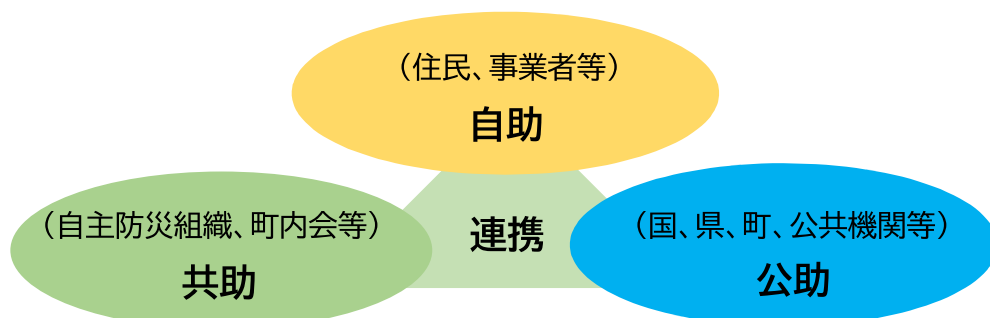 （住民、事業者等）
自助
（自主防災組織、町内会等）
共助
連携
（国、県、町、公共機関等）
公助